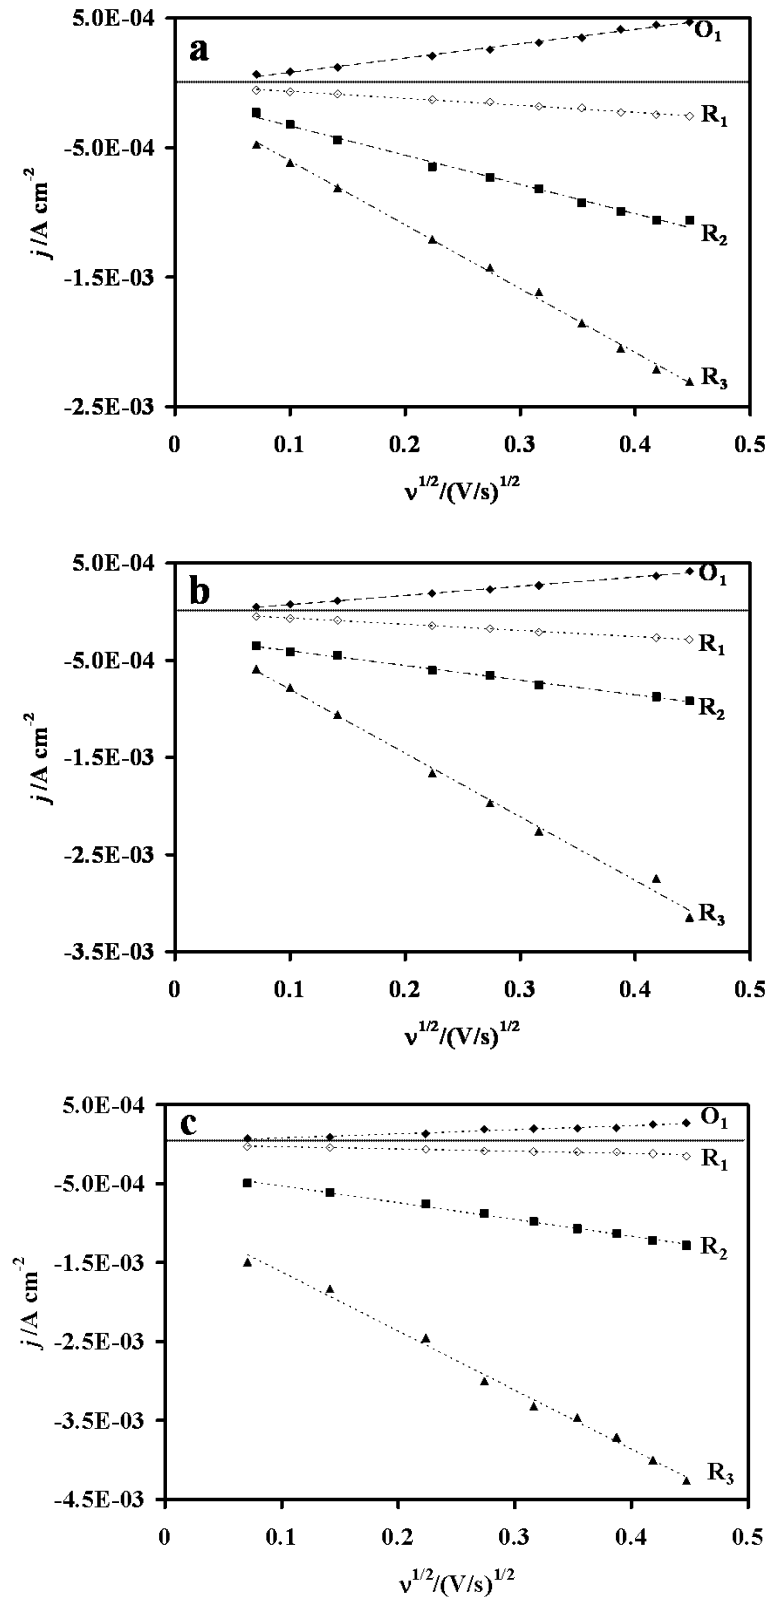 5.0E-04
a
O1
R1
-5.0E-04
R2
-1.5E-03
R3
-2.5E-03
0 0.1 0.2 0.3 0.4 0.5
j /A cm-2
ν1/2/(V/s)1/2
5.0E-04
b
O1
R1
-5.0E-04
R2
-1.5E-03
-2.5E-03
R3
-3.5E-03
0 0.1 0.2 0.3 0.4 0.5
j /A cm-2
ν1/2/(V/s)1/2
5.0E-04
c
O1
R1
-5.0E-04
R2
-1.5E-03
-2.5E-03
-3.5E-03
R3
-4.5E-03
0 0.1 0.2 0.3 0.4 0.5
j /A cm-2
ν1/2/(V/s)1/2